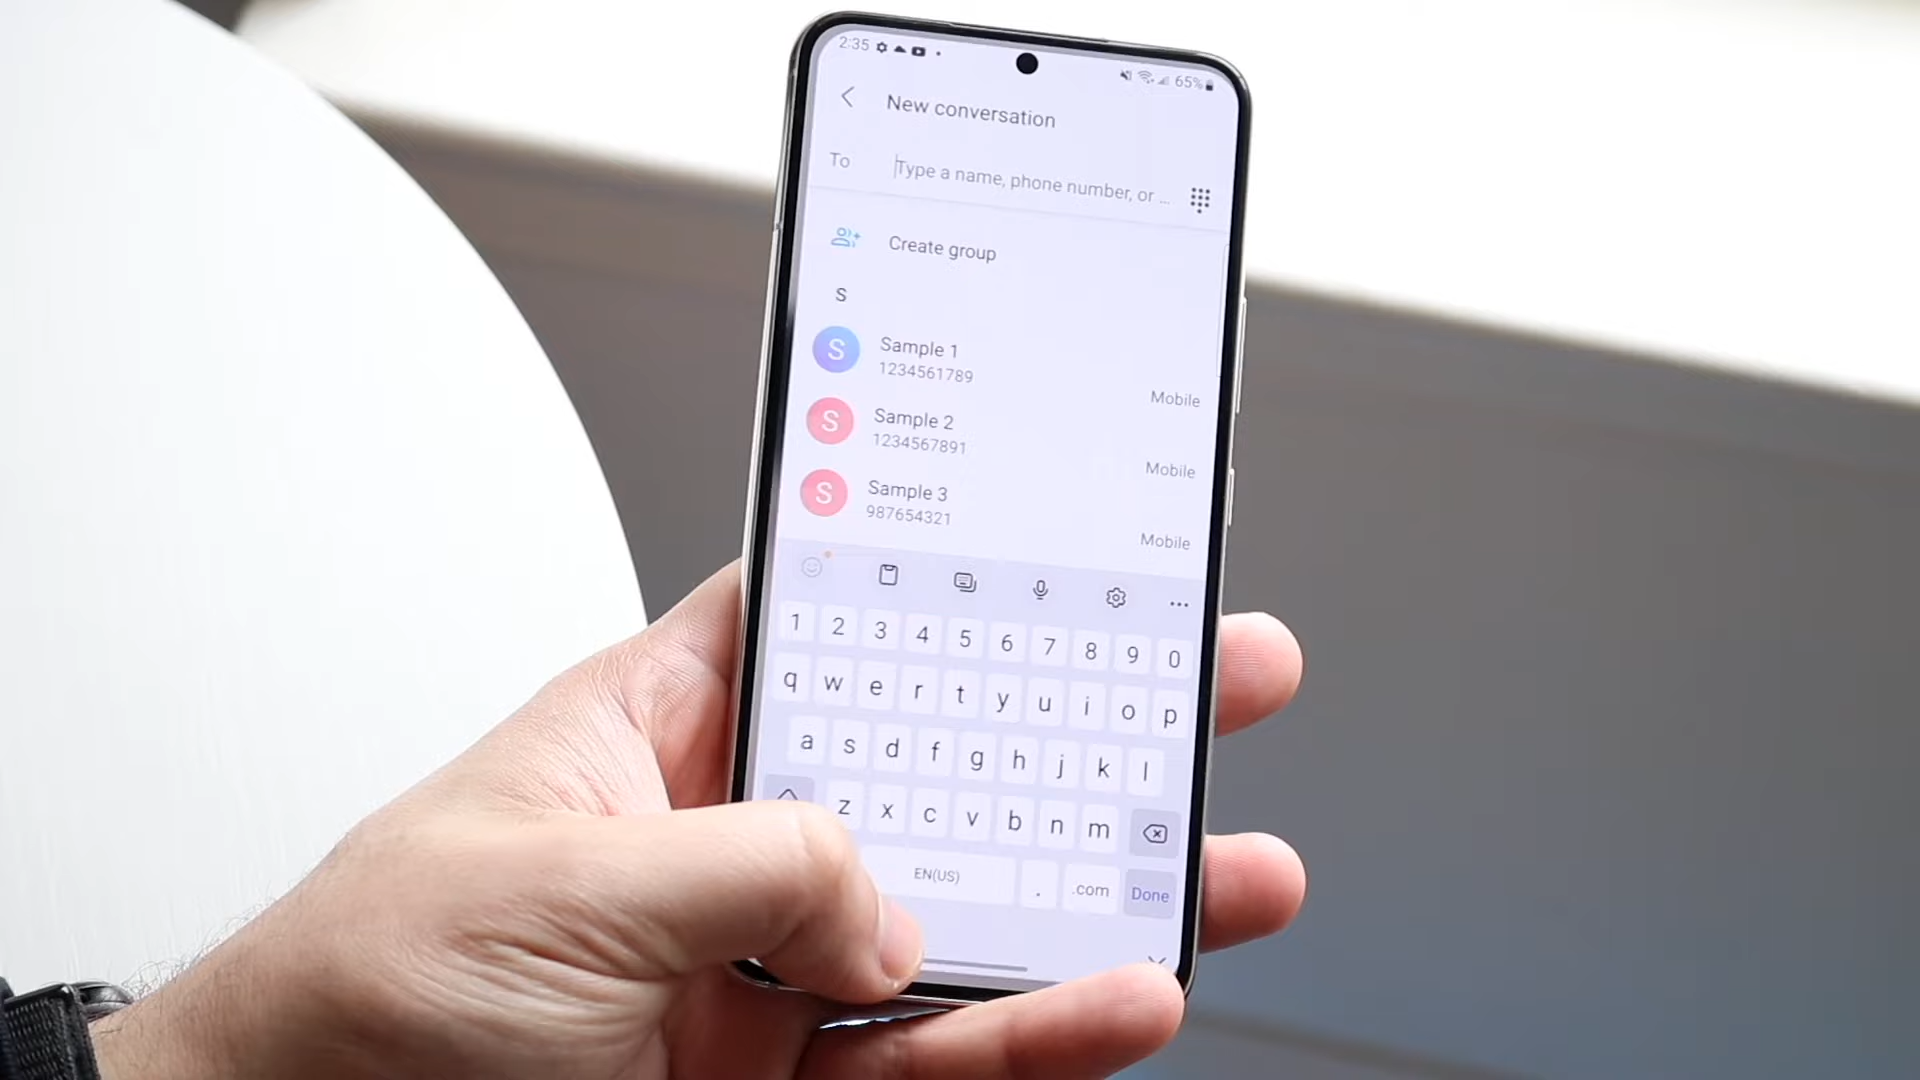 2:35
65%
New conversation
To
Type a name, phone number, or ...
Create group
S
S
Sample 1
1234561789
Mobile
S
Sample 2
1234567891
Mobile
S
Sample 3
987654321
Mobile
1 2 3 4 5 6 7 8 9 0
q w e r t y u i o p
a s d f g h j k l
z x c v b n m
EN(US) . .com Done